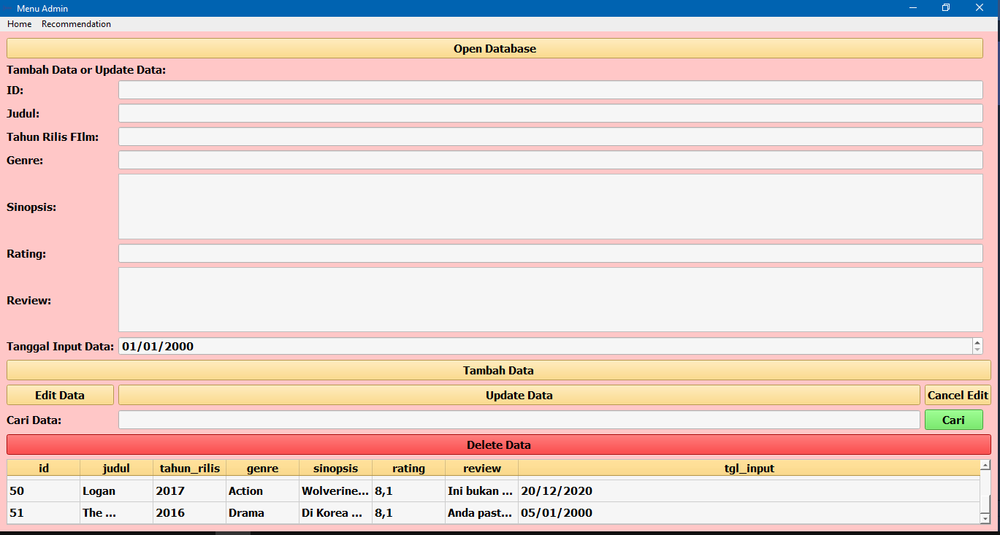 Menu Admin
Home Recommendation
Open Database
Tambah Data or Update Data:
ID:
Judul:
Tahun Rilis FIlm:
Genre:
Sinopsis:
Rating:
Review:
Tanggal Input Data: 01/01/2000
Tambah Data
Edit Data Update Data Cancel Edit
Cari Data: Cari
Delete Data
id judul tahun_rilis genre sinopsis rating review tgl_input
50 Logan 2017 Action Wolverine... 8,1 Ini bukan ... 20/12/2020
51 The ... 2016 Drama Di Korea ... 8,1 Anda past... 05/01/2000